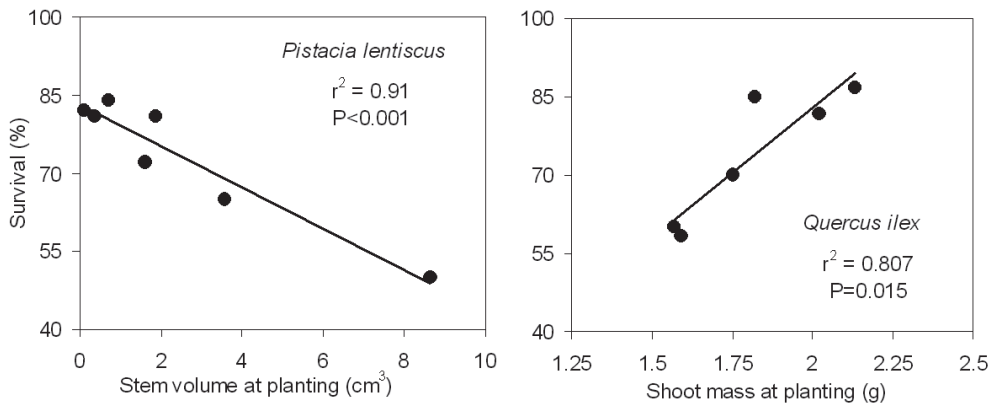 100
85
70
55
40
Survival (%)
Pistacia lentiscus
r² = 0.91
P<0.001
0 2 4 6 8 10
Stem volume at planting (cm³)
100
85
70
55
40
Quercus ilex
r² = 0.807
P=0.015
1.25 1.5 1.75 2 2.25 2.5
Shoot mass at planting (g)